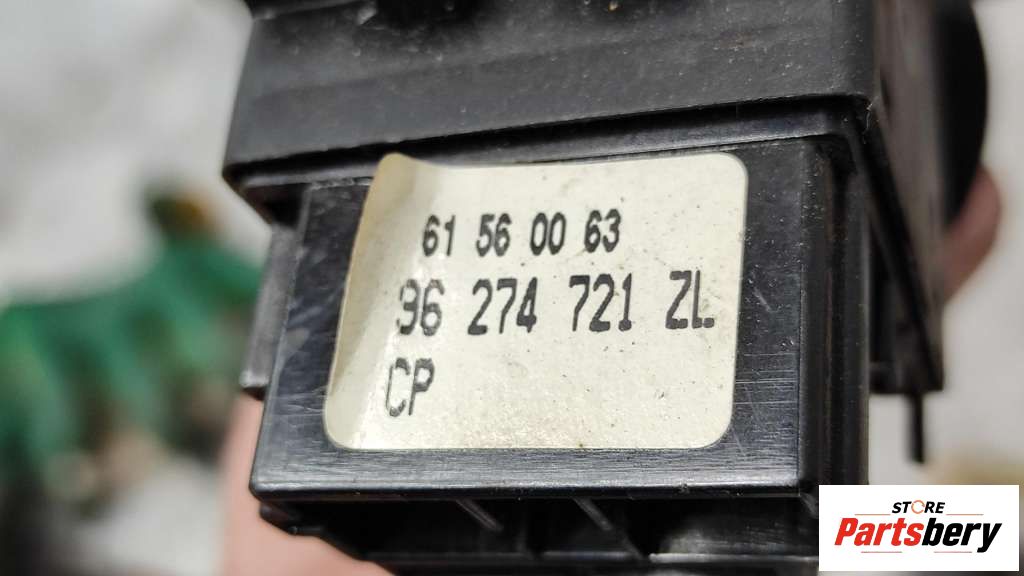 61 56 00 63
96 274 721 ZL
CP
STORE
Partsbery